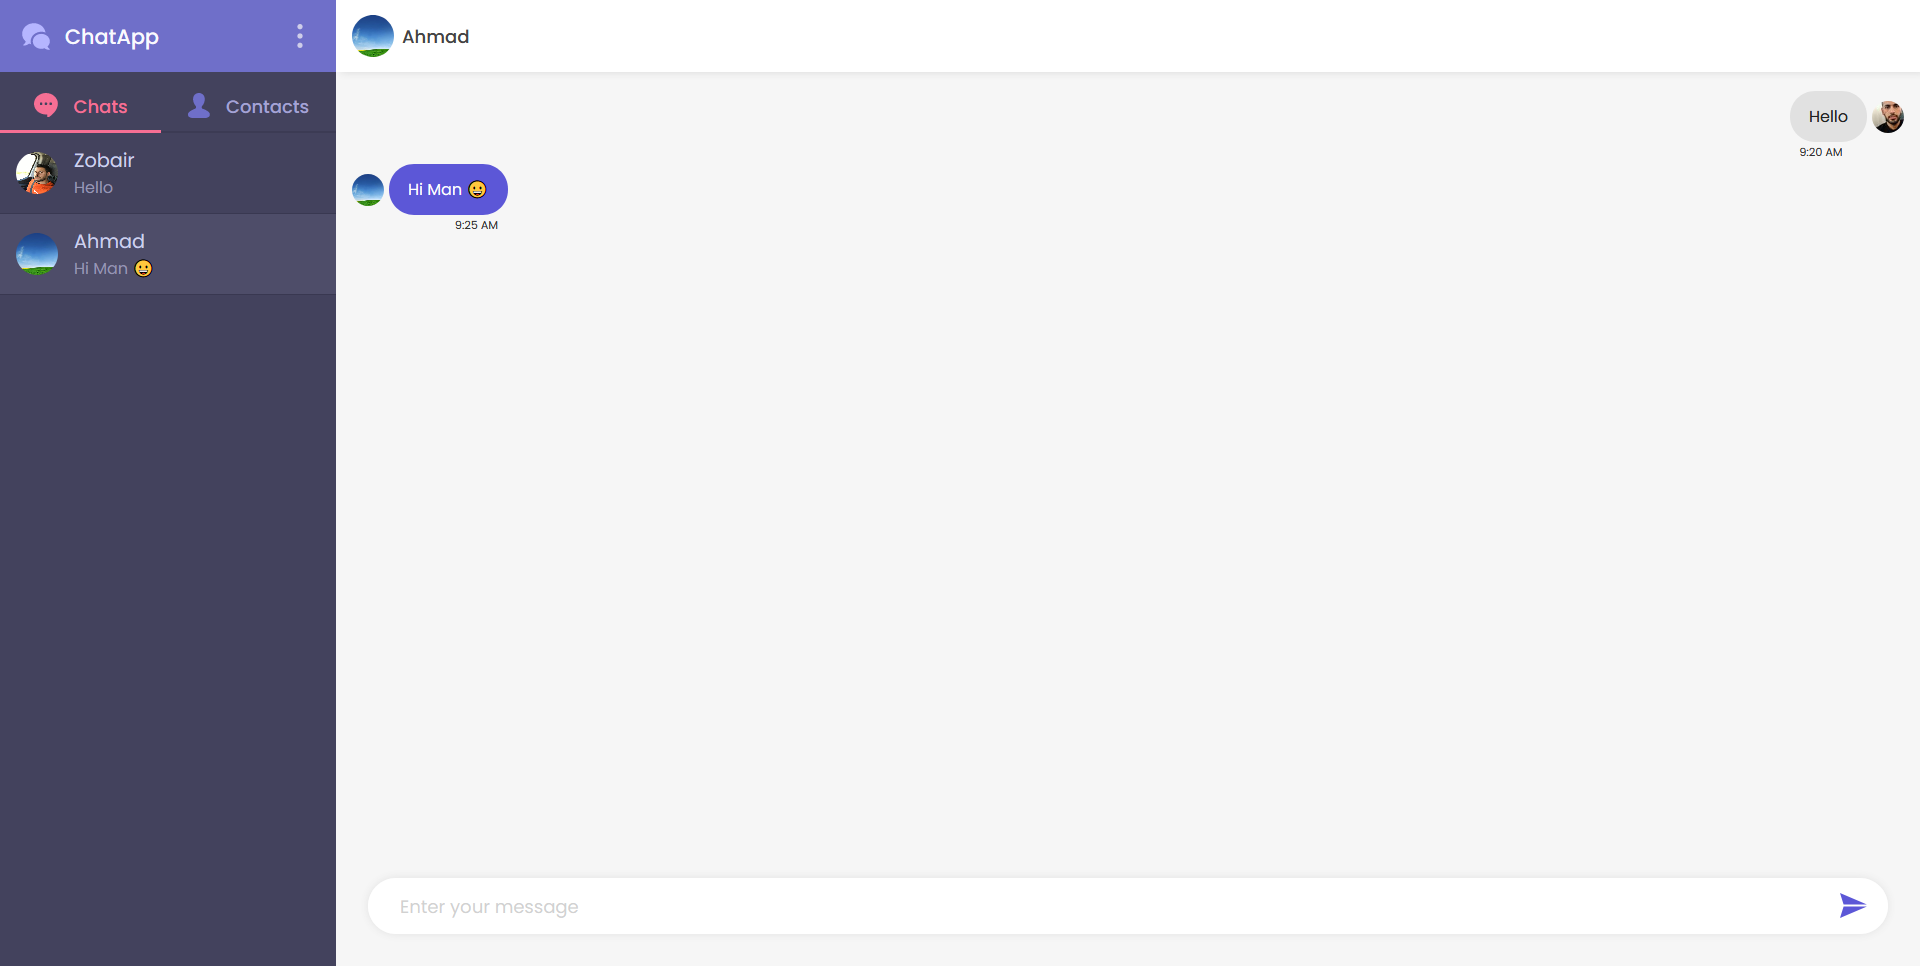 ChatApp
Chats
Contacts
Zobair
Hello
Ahmad
Hi Man 😀
Ahmad
Hello
9:20 AM
Hi Man 😀
9:25 AM
Enter your message